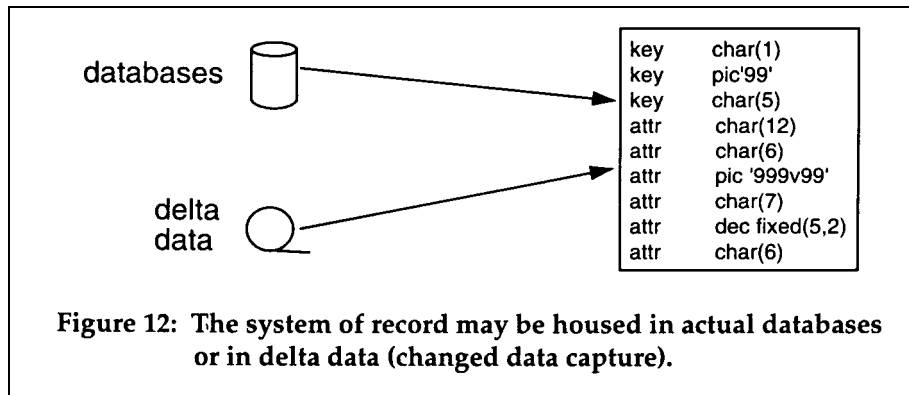 databases
delta
data
key char(1)
key pic'99'
key char(5)
attr char(12)
attr char(6)
attr pic '999v99'
attr char(7)
attr dec fixed(5,2)
attr char(6)
Figure 12: The system of record may be housed in actual databases
or in delta data (changed data capture).